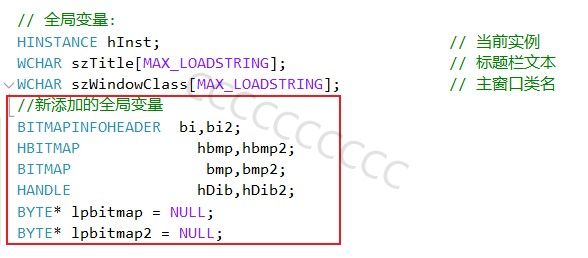 // 全局变量:
HINSTANCE hInst; // 当前实例
WCHAR szTitle[MAX_LOADSTRING]; // 标题栏文本
WCHAR szWindowClass[MAX_LOADSTRING]; // 主窗口类名
//新添加的全局变量
BITMAPINFOHEADER bi,bi2;
HBITMAP hbmp,hbmp2;
BITMAP bmp,bmp2;
HANDLE hDib,hDib2;
BYTE* lpbitmap = NULL;
BYTE* lpbitmap2 = NULL;